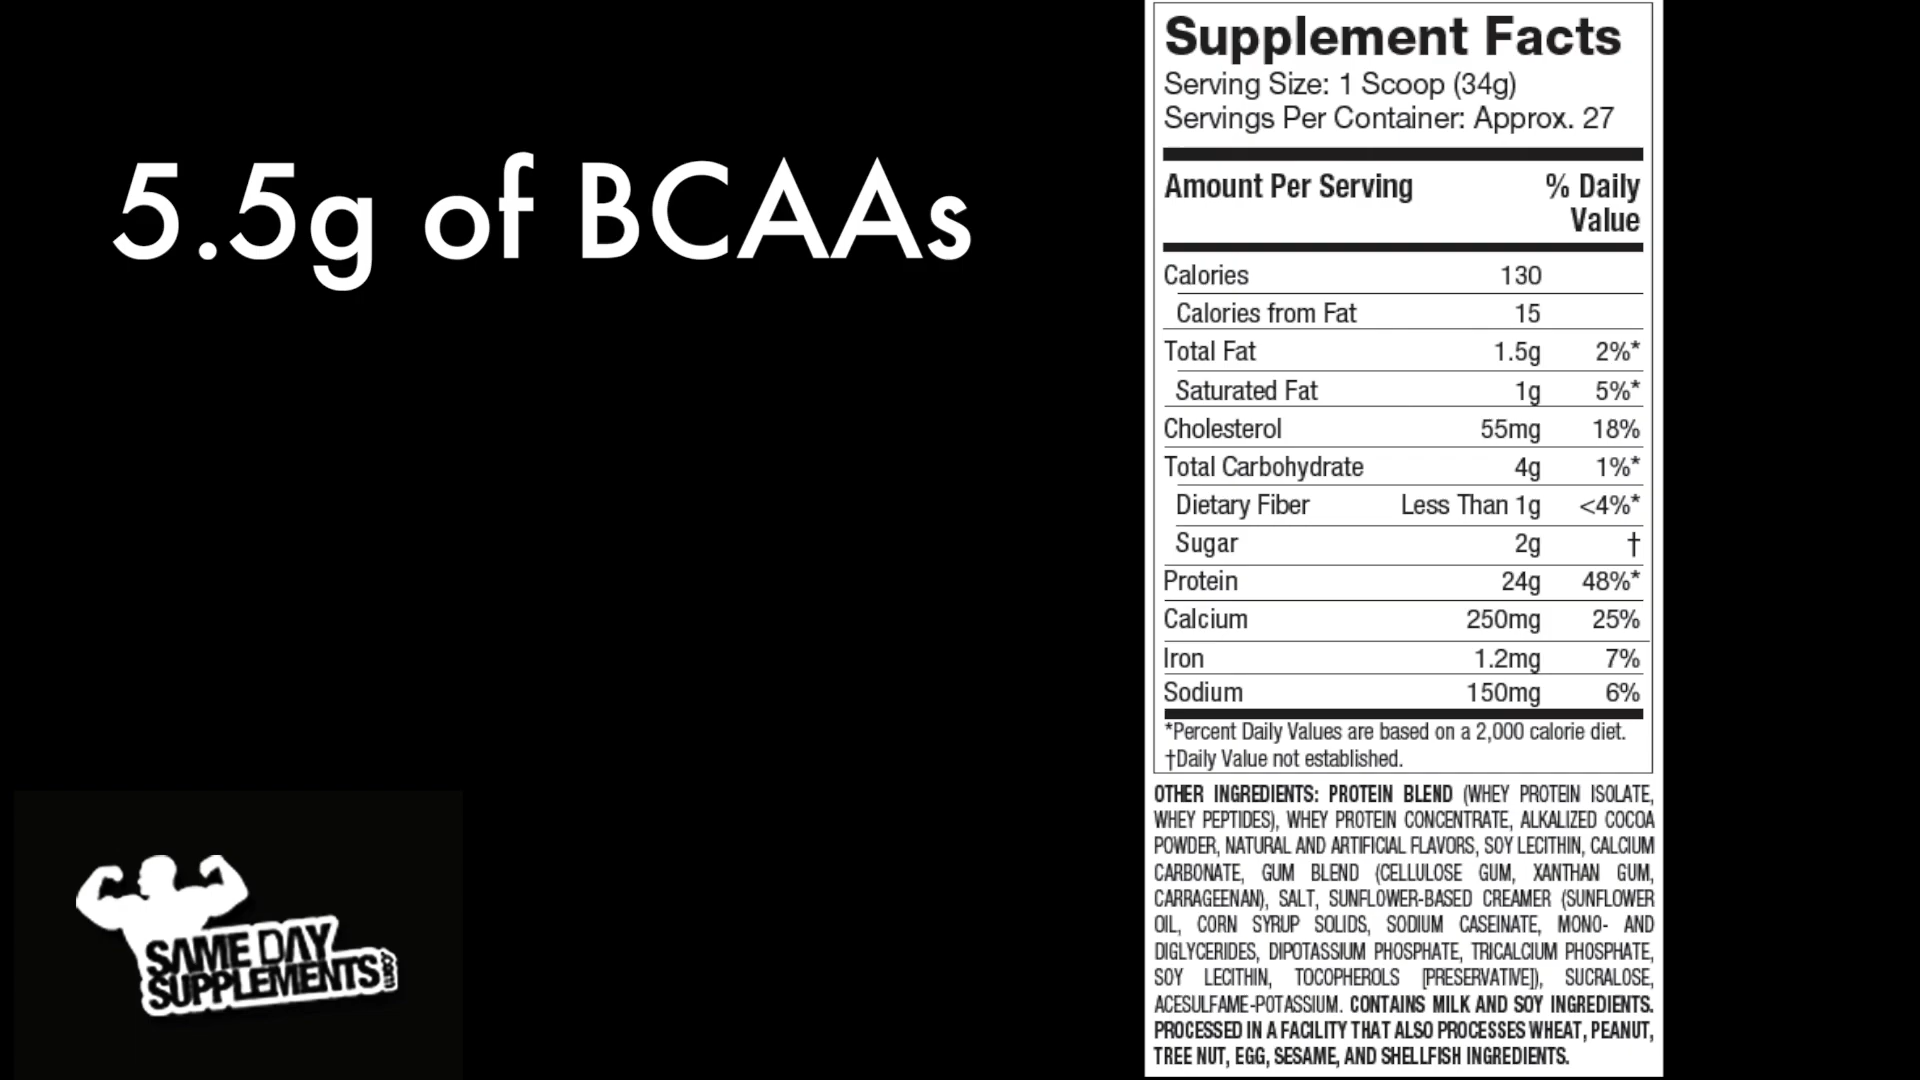 5.5g of BCAAs
Supplement Facts
Serving Size: 1 Scoop (34g)
Servings Per Container: Approx. 27
Amount Per Serving % Daily Value
Calories 130
Calories from Fat 15
Total Fat 1.5g 2%*
Saturated Fat 1g 5%*
Cholesterol 55mg 18%
Total Carbohydrate 4g 1%*
Dietary Fiber Less Than 1g <4%*
Sugar 2g †
Protein 24g 48%*
Calcium 250mg 25%
Iron 1.2mg 7%
Sodium 150mg 6%
*Percent Daily Values are based on a 2,000 calorie diet.
†Daily Value not established.
OTHER INGREDIENTS: PROTEIN BLEND (WHEY PROTEIN ISOLATE,
WHEY PEPTIDES), WHEY PROTEIN CONCENTRATE, ALKALIZED COCOA
POWDER, NATURAL AND ARTIFICIAL FLAVORS, SOY LECITHIN, CALCIUM
CARBONATE, GUM BLEND (CELLULOSE GUM, XANTHAN GUM,
CARRAGEENAN), SALT, SUNFLOWER-BASED CREAMER (SUNFLOWER
OIL, CORN SYRUP SOLIDS, SODIUM CASEINATE, MONO- AND
DIGLYCERIDES, DIPOTASSIUM PHOSPHATE, TRICALCIUM PHOSPHATE,
SOY LECITHIN, TOCOPHEROLS [PRESERVATIVE]), SUCRALOSE,
ACESULFAME-POTASSIUM. CONTAINS MILK AND SOY INGREDIENTS.
PROCESSED IN A FACILITY THAT ALSO PROCESSES WHEAT, PEANUT,
TREE NUT, EGG, SESAME, AND SHELLFISH INGREDIENTS.
SAME DAY
SUPPLEMENTS.com